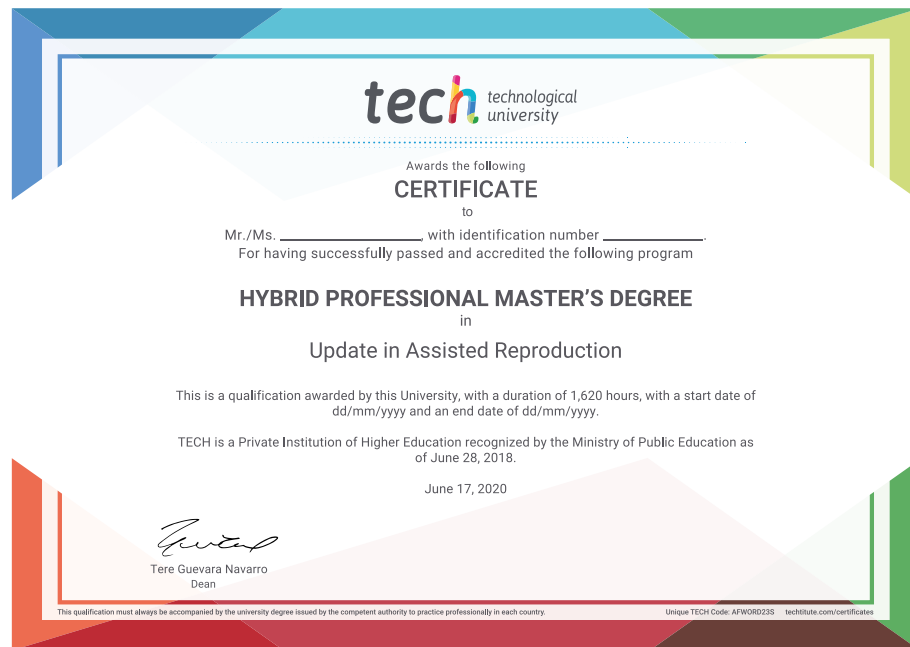 tech technological
university
Awards the following
CERTIFICATE
to
Mr./Ms. ____________________, with identification number ______________.
For having successfully passed and accredited the following program
HYBRID PROFESSIONAL MASTER'S DEGREE
in
Update in Assisted Reproduction
This is a qualification awarded by this University, with a duration of 1,620 hours, with a start date of
dd/mm/yyyy and an end date of dd/mm/yyyy.
TECH is a Private Institution of Higher Education recognized by the Ministry of Public Education as
of June 28, 2018.
June 17, 2020
Tere Guevara Navarro
Dean
This qualification must always be accompanied by the university degree issued by the competent authority to practice professionally in each country.
Unique TECH Code: AFWORD23S techtitute.com/certificates